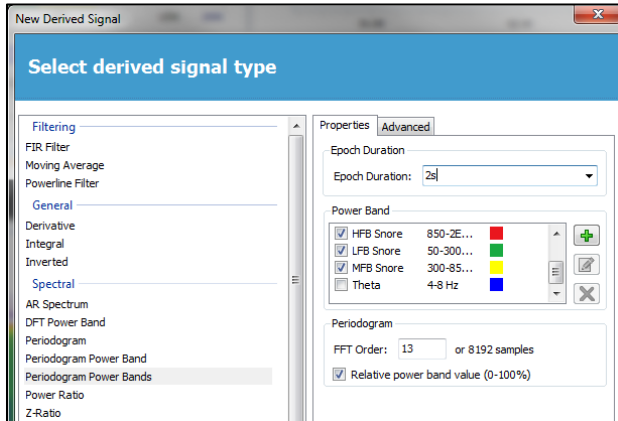 New Derived Signal
Select derived signal type
Filtering
FIR Filter
Moving Average
Powerline Filter
General
Derivative
Integral
Inverted
Spectral
AR Spectrum
DFT Power Band
Periodogram
Periodogram Power Band
Periodogram Power Bands
Power Ratio
Z-Ratio
Properties Advanced
Epoch Duration
Epoch Duration: 2s
Power Band
HFB Snore 850-2E...
LFB Snore 50-300...
MFB Snore 300-85...
Theta 4-8 Hz
Periodogram
FFT Order: 13 or 8192 samples
Relative power band value (0-100%)